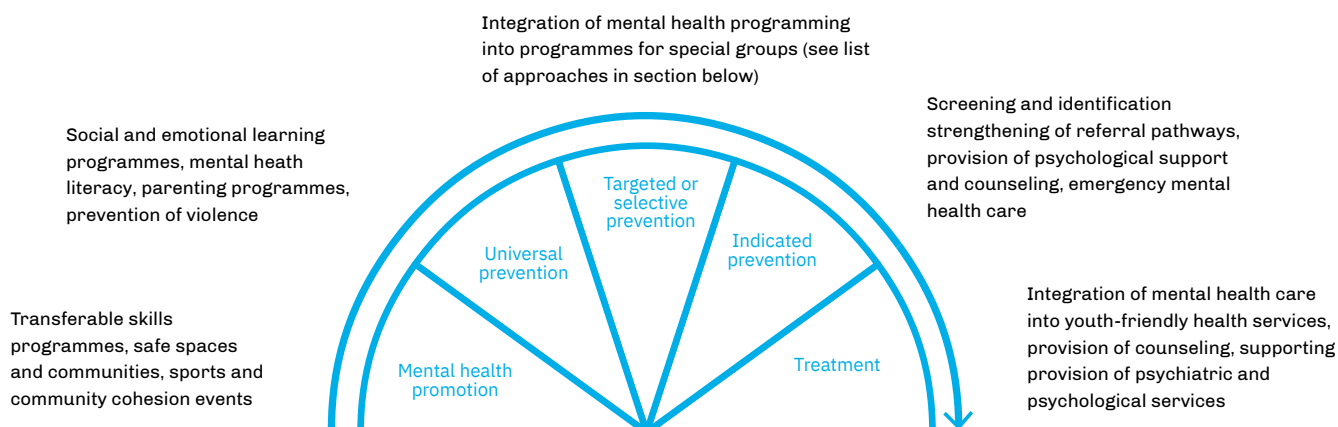 Integration of mental health programming
into programmes for special groups (see list
of approaches in section below)
Social and emotional learning
programmes, mental heath
literacy, parenting programmes,
prevention of violence
Screening and identification
strengthening of referral pathways,
provision of psychological support
and counseling, emergency mental
health care
Transferable skills
programmes, safe spaces
and communities, sports and
community cohesion events
Integration of mental health care
into youth-friendly health services,
provision of counseling, supporting
provision of psychiatric and
psychological services
Mental health
promotion
Universal
prevention
Targeted or
selective
prevention
Indicated
prevention
Treatment